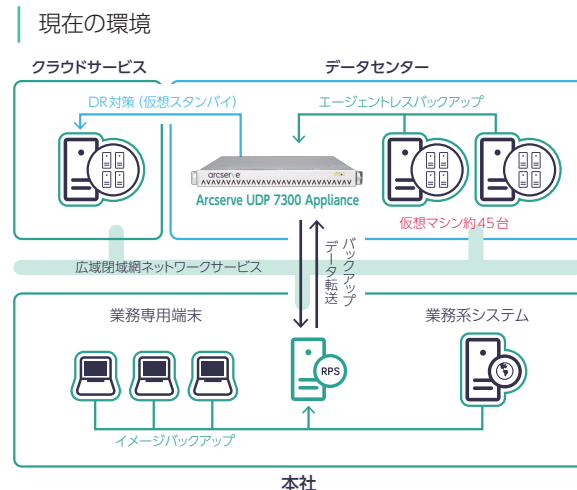 現在の環境
クラウドサービス
データセンター
DR対策（仮想スタンバイ）
エージェントレスバックアップ
arcserve
Arcserve UDP 7300 Appliance
仮想マシン約45台
広域閉域網ネットワークサービス
バックアップ
データ転送
業務専用端末
業務系システム
RPS
イメージバックアップ
本社